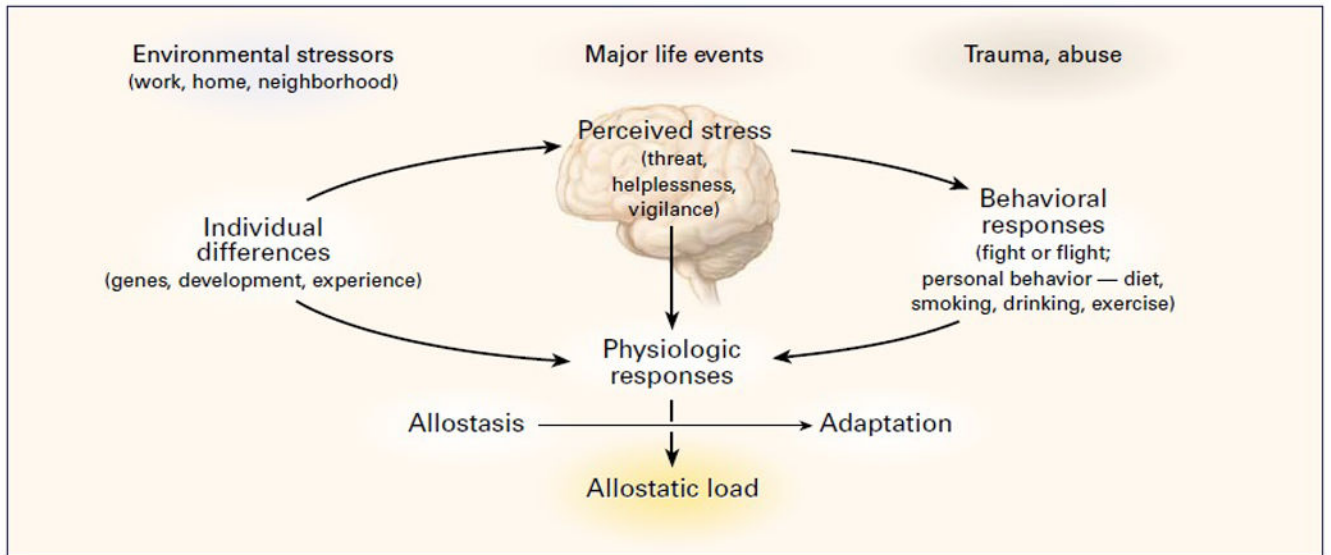 Environmental stressors
(work, home, neighborhood)
Major life events
Trauma, abuse
Perceived stress
(threat,
helplessness,
vigilance)
Individual
differences
(genes, development, experience)
Behavioral
responses
(fight or flight;
personal behavior — diet,
smoking, drinking, exercise)
Physiologic
responses
Allostasis
Adaptation
Allostatic load